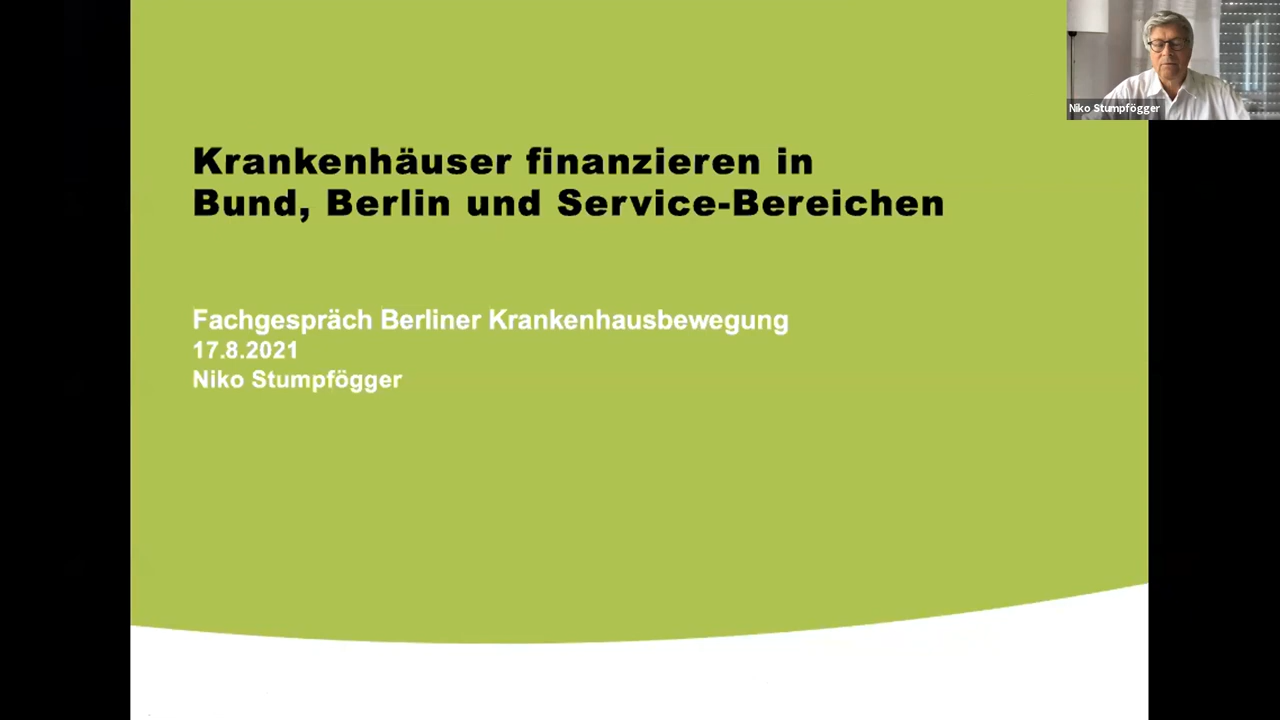 Krankenhäuser finanzieren in
Bund, Berlin und Service-Bereichen
Fachgespräch Berliner Krankenhausbewegung
17.8.2021
Niko Stumpfögger
Niko Stumpfögger